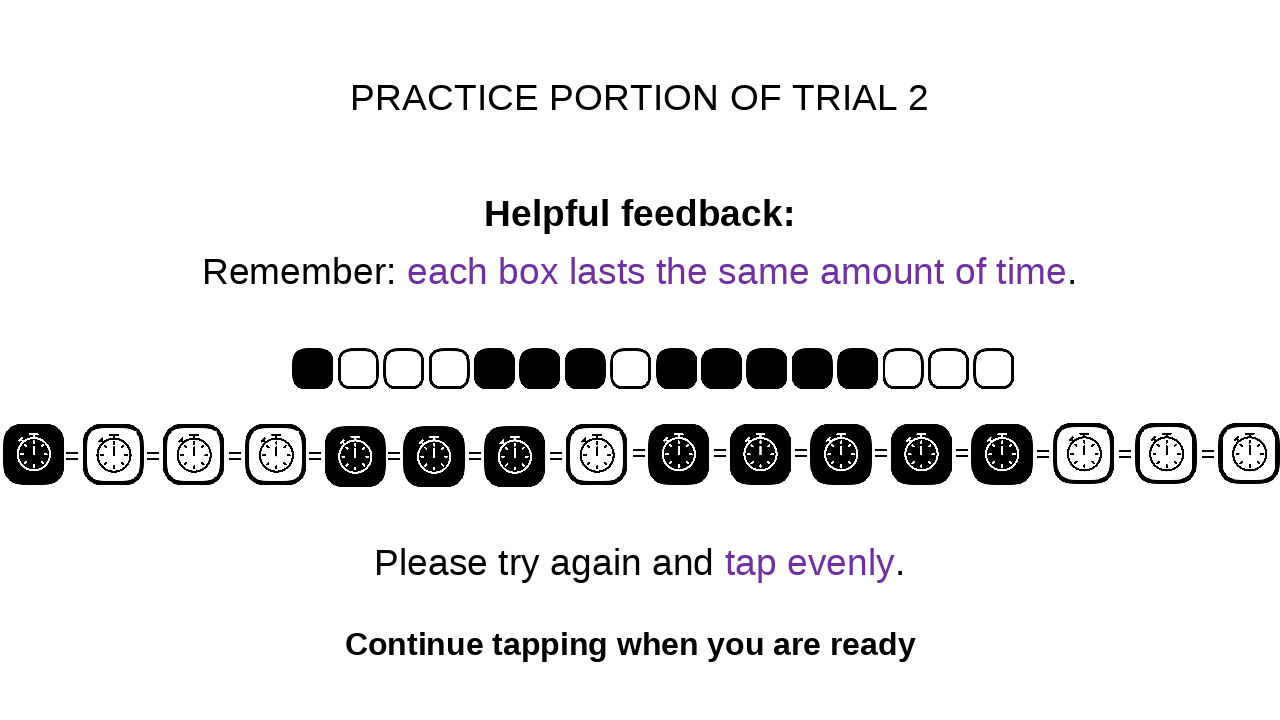 PRACTICE PORTION OF TRIAL 2
Helpful feedback:
Remember: each box lasts the same amount of time.
= = = = = = = = = = = = = = =
Please try again and tap evenly.
Continue tapping when you are ready